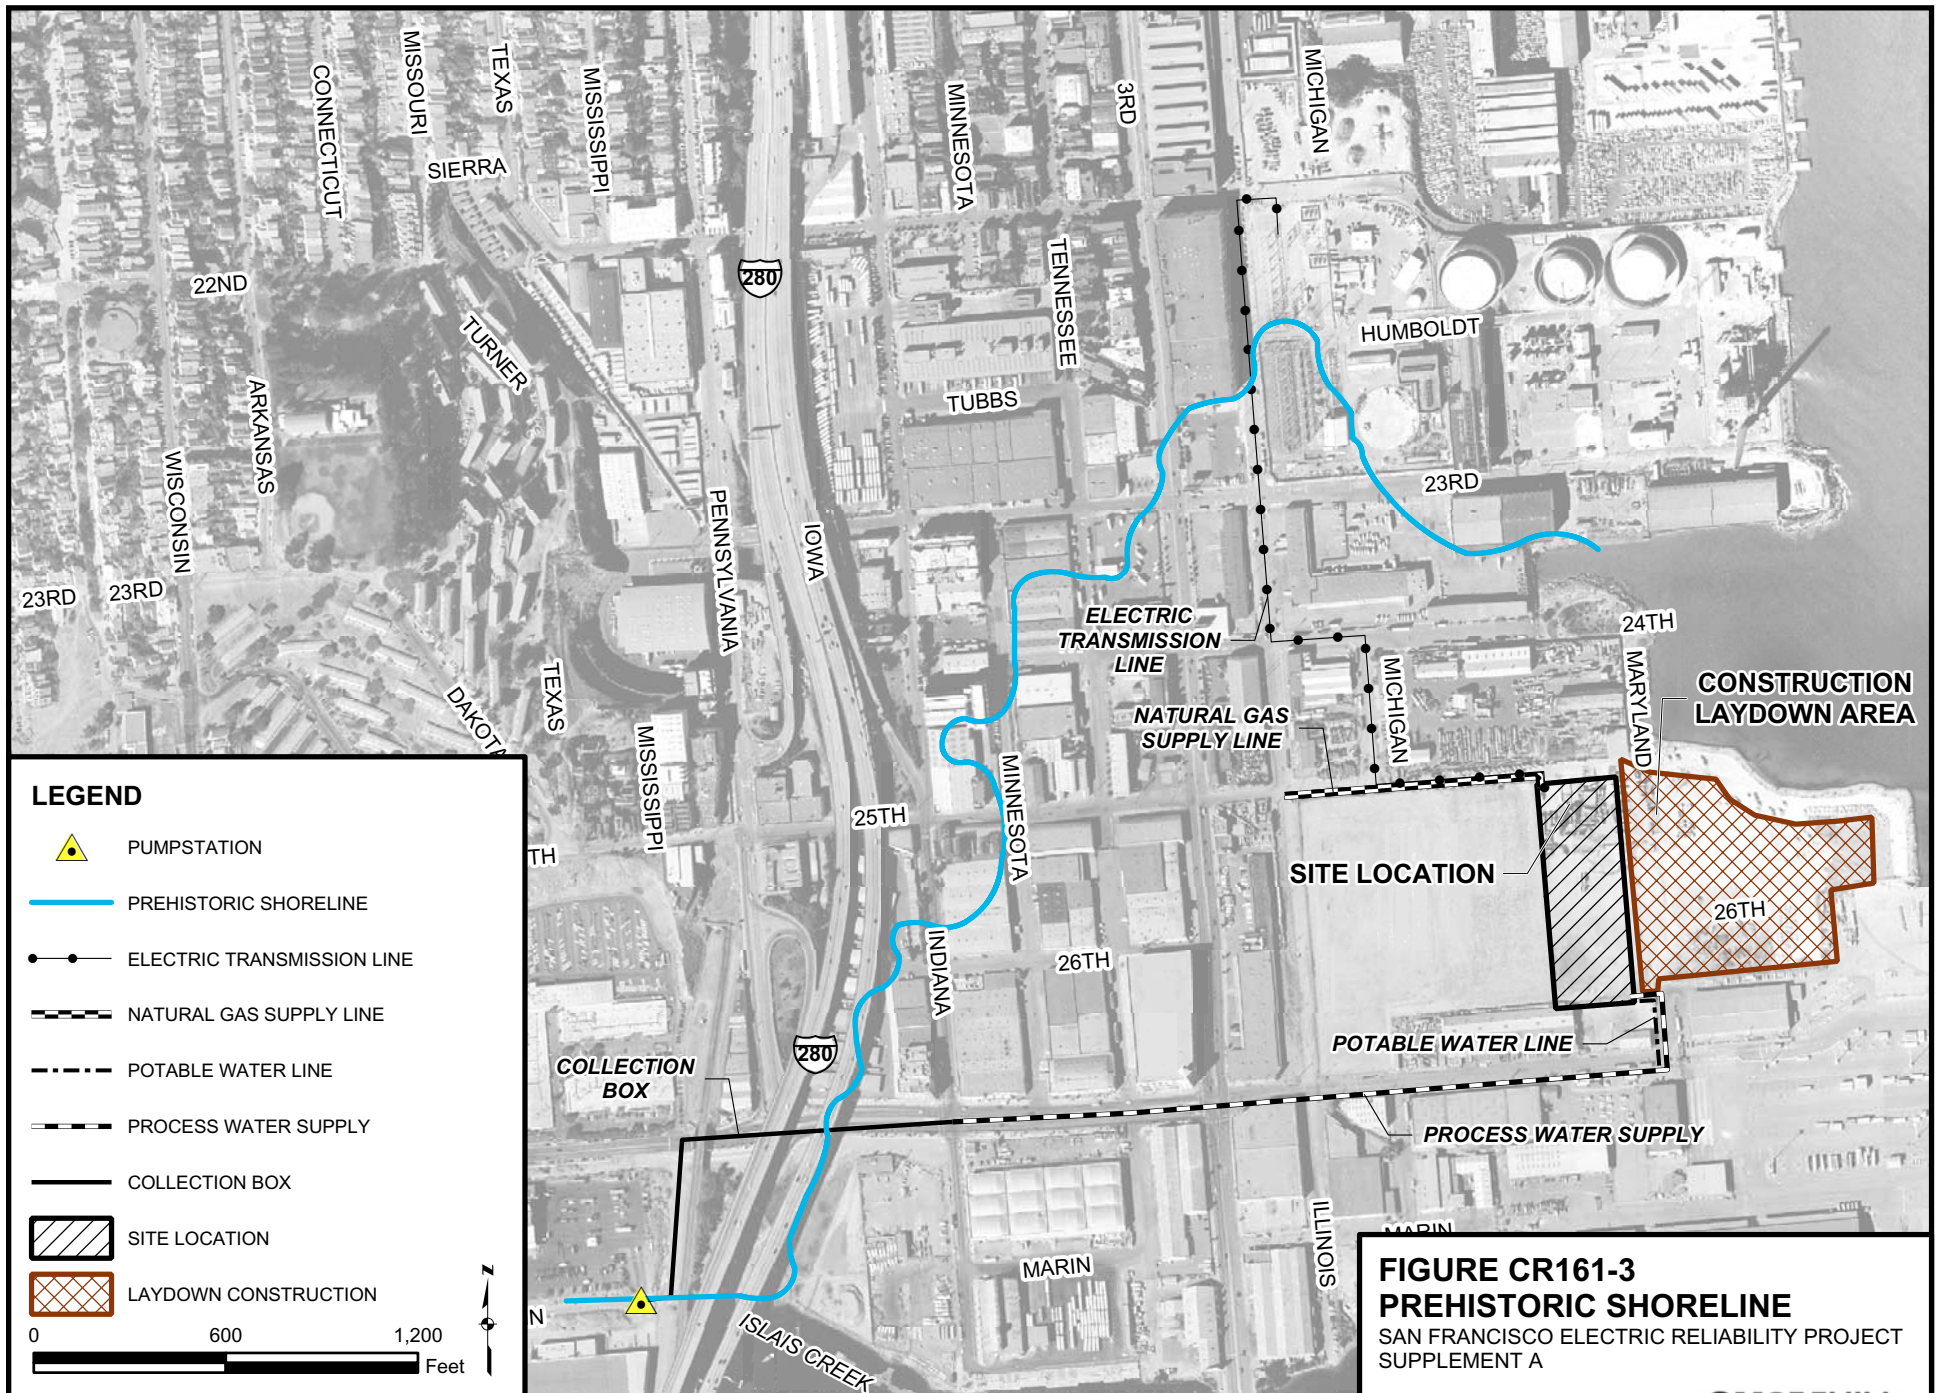 CONNECTICUT
MISSOURI
TEXAS
MISSISSIPPI
SIERRA
MINNESOTA
3RD
MICHIGAN
22ND
280
TENNESSEE
HUMBOLDT
TURNER
ARKANSAS
TUBBS
WISCONSIN
PENNSYLVANIA
IOWA
23RD
23RD
23RD
ELECTRIC
TRANSMISSION
LINE
24TH
MARYLAND
CONSTRUCTION
LAYDOWN AREA
DAKOTA
TEXAS
MISSISSIPPI
NATURAL GAS
SUPPLY LINE
MICHIGAN
MINNESOTA
25TH
TH
SITE LOCATION
26TH
INDIANA
26TH
280
COLLECTION
BOX
POTABLE WATER LINE
PROCESS WATER SUPPLY
ILLINOIS
MARIN
MARIN
N
ISLAIS CREEK
LEGEND
PUMPSTATION
PREHISTORIC SHORELINE
ELECTRIC TRANSMISSION LINE
NATURAL GAS SUPPLY LINE
POTABLE WATER LINE
PROCESS WATER SUPPLY
COLLECTION BOX
SITE LOCATION
LAYDOWN CONSTRUCTION
0 600 1,200
Feet
N
FIGURE CR161-3
PREHISTORIC SHORELINE
SAN FRANCISCO ELECTRIC RELIABILITY PROJECT
SUPPLEMENT A